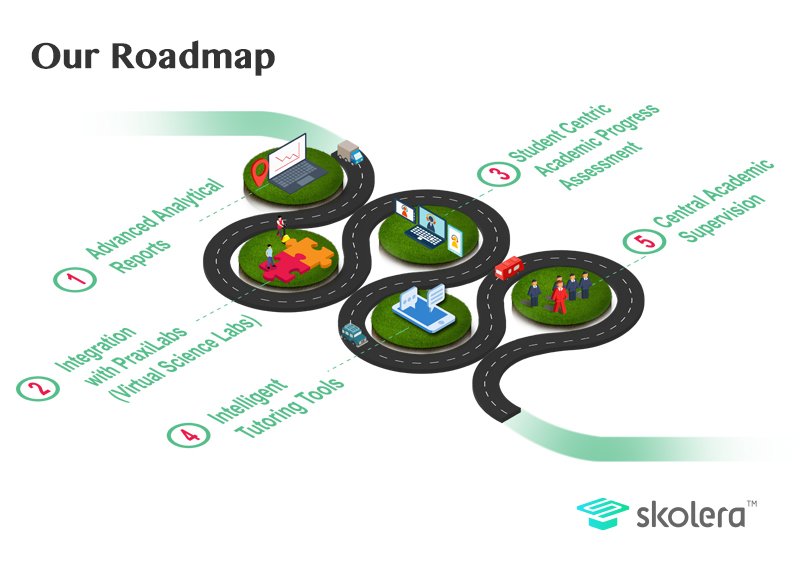 Our Roadmap
1
Advanced Analytical
Reports
2
Integration
with PraxiLabs
(Virtual Science Labs)
3
Student Centric
Academic Progress
Assessment
4
Intelligent
Tutoring Tools
5
Central Academic
Supervision
skolera™